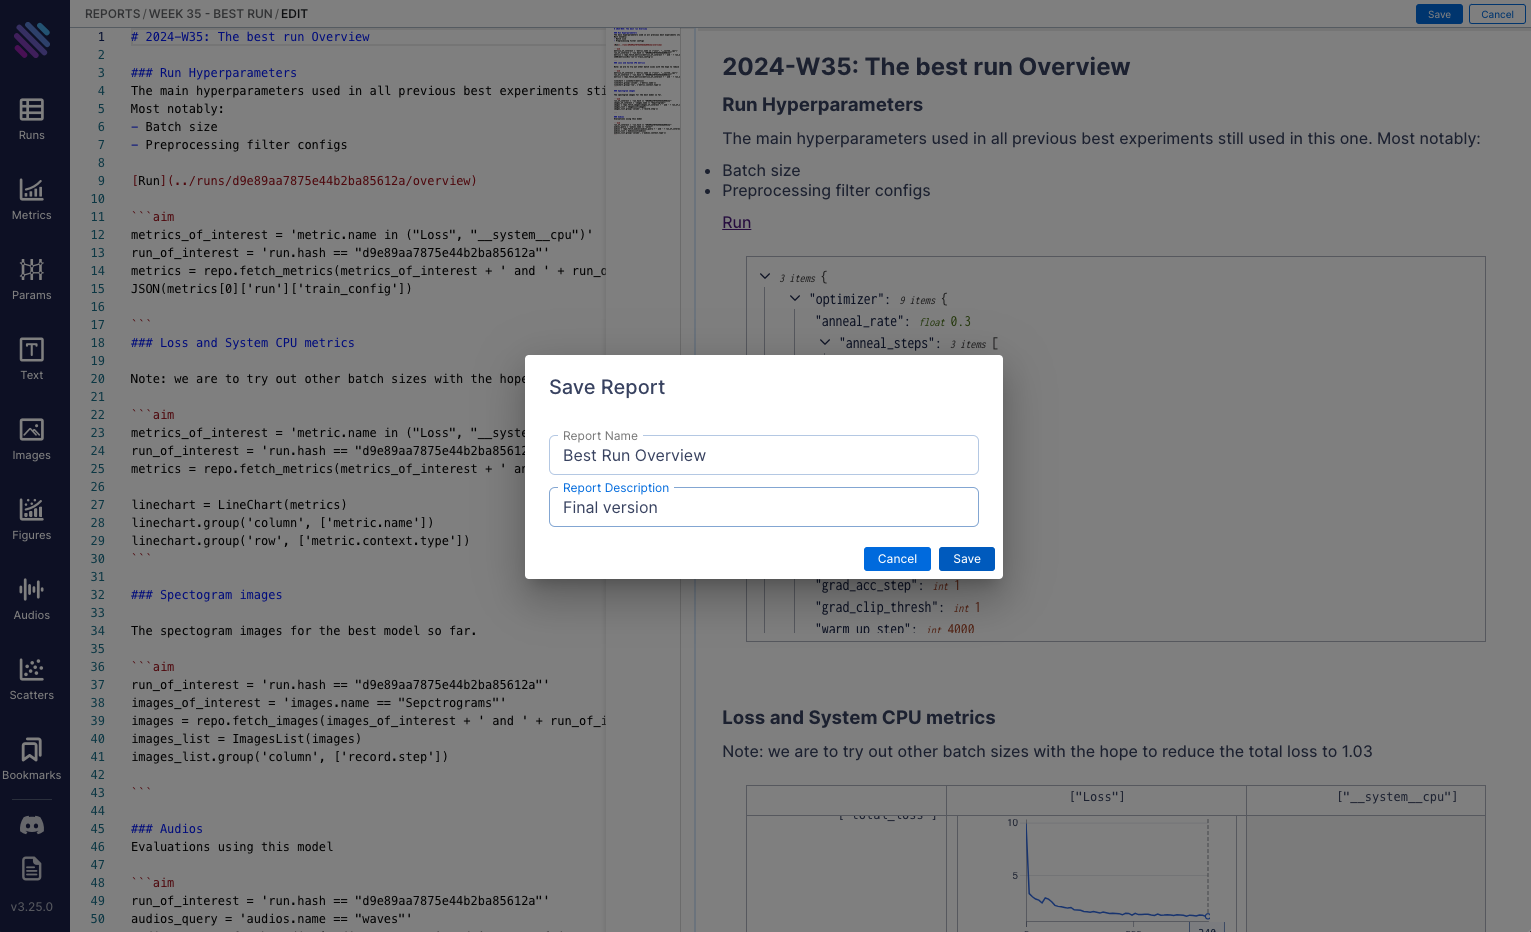 REPORTS / WEEK 35 - BEST RUN / EDIT
Save
Cancel
Runs
Metrics
Params
Text
Images
Figures
Audios
Scatters
Bookmarks
v3.25.0
1 # 2024-W35: The best run Overview
2
3 ### Run Hyperparameters
4 The main hyperparameters used in all previous best experiments sti
5 Most notably:
6 - Batch size
7 - Preprocessing filter configs
8
9 [Run](../runs/d9e89aa7875e44b2ba85612a/overview)
10
11 ```aim
12 metrics_of_interest = 'metric.name in ("Loss", "__system__cpu")'
13 run_of_interest = 'run.hash == "d9e89aa7875e44b2ba85612a"'
14 metrics = repo.fetch_metrics(metrics_of_interest + ' and ' + run_o
15 JSON(metrics[0]['run']['train_config'])
16
17 ```
18 ### Loss and System CPU metrics
19
20 Note: we are to try out other batch sizes with the hope
21
22 ```aim
23 metrics_of_interest = 'metric.name in ("Loss", "__syste
24 run_of_interest = 'run.hash == "d9e89aa7875e44b2ba85612
25 metrics = repo.fetch_metrics(metrics_of_interest + ' an
26
27 linechart = LineChart(metrics)
28 linechart.group('column', ['metric.name'])
29 linechart.group('row', ['metric.context.type'])
30 ```
31
32 ### Spectogram images
33
34 The spectogram images for the best model so far.
35
36 ```aim
37 run_of_interest = 'run.hash == "d9e89aa7875e44b2ba85612a"'
38 images_of_interest = 'images.name == "Sepctrograms"'
39 images = repo.fetch_images(images_of_interest + ' and ' + run_of_i
40 images_list = ImagesList(images)
41 images_list.group('column', ['record.step'])
42
43 ```
44
45 ### Audios
46 Evaluations using this model
47
48 ```aim
49 run_of_interest = 'run.hash == "d9e89aa7875e44b2ba85612a"'
50 audios_query = 'audios.name == "waves"'
2024-W35: The best run Overview
Run Hyperparameters
The main hyperparameters used in all previous best experiments still used in this one. Most notably:
• Batch size
• Preprocessing filter configs
Run
3 items {
"optimizer": 9 items {
"anneal_rate": float 0.3
"anneal_steps": 3 items [
Save Report
Report Name
Best Run Overview
Report Description
Final version
Cancel
Save
"grad_acc_step": int 1
"grad_clip_thresh": int 1
"warm_up_step": int 4000
Loss and System CPU metrics
Note: we are to try out other batch sizes with the hope to reduce the total loss to 1.03
["Loss"]
["__system__cpu"]
["total_loss"]
10
5
240